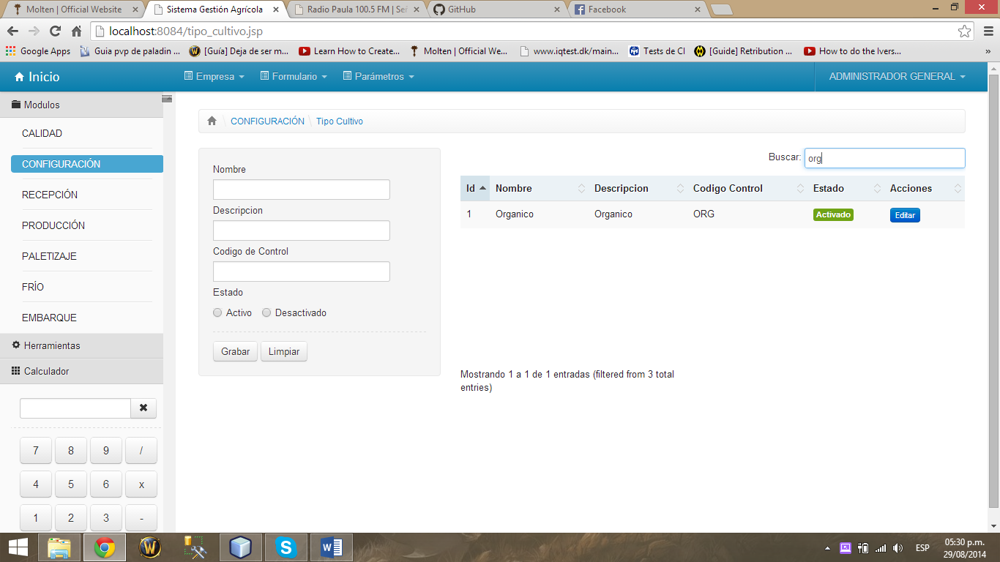 Molten | Official Website
Sistema Gestión Agrícola
Radio Paula 100.5 FM | Señ
GitHub
Facebook
localhost:8084/tipo_cultivo.jsp
Google Apps
Guia pvp de paladin ...
[Guía] Deja de ser m...
Learn How to Create...
Molten | Official We...
www.iqtest.dk/main...
Tests de CI
[Guide] Retribution ...
How to do the Ivers...
»
Inicio
Empresa
Formulario
Parámetros
ADMINISTRADOR GENERAL
Modulos
CALIDAD
CONFIGURACIÓN
RECEPCIÓN
PRODUCCIÓN
PALETIZAJE
FRÍO
EMBARQUE
Herramientas
Calculador
7 8 9 /
4 5 6 x
1 2 3 -
CONFIGURACIÓN \ Tipo Cultivo
Nombre
Descripcion
Codigo de Control
Estado
Activo Desactivado
Grabar Limpiar
Buscar: org
Id Nombre Descripcion Codigo Control Estado Acciones
1 Organico Organico ORG Activado Editar
Mostrando 1 a 1 de 1 entradas (filtered from 3 total
entries)
ESP
05:30 p.m.
29/08/2014